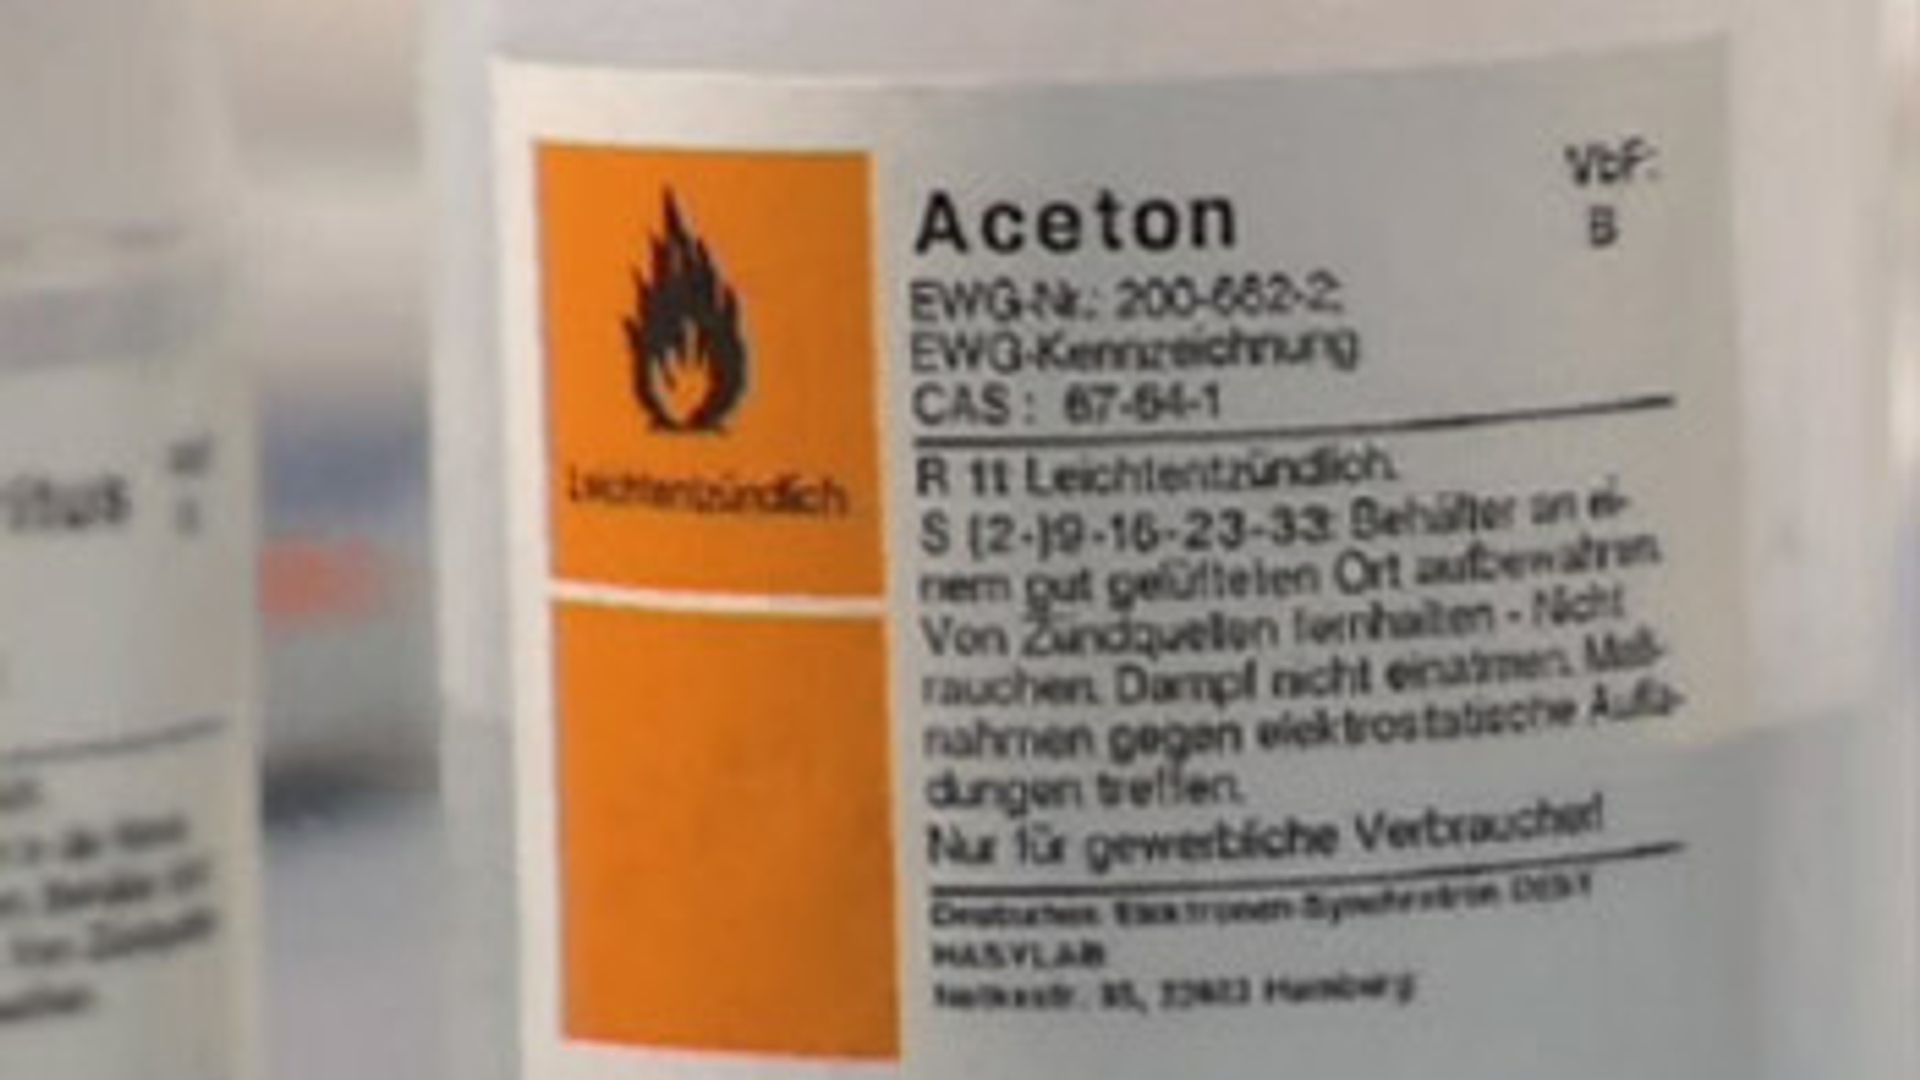 Aceton
VbF:
B
EWG-Nr.: 200-662-2;
EWG-Kennzeichnung
CAS: 67-64-1
Leichtentzündlich
R 11 Leichtentzündlich.
S (2-)9-16-23-33: Behälter an ei-
nem gut gelüfteten Ort aufbewahren.
Von Zündquellen fernhalten - Nicht
rauchen. Dampf nicht einatmen. Maß-
nahmen gegen elektrostatische Aufla-
dungen treffen.
Nur für gewerbliche Verbraucher!
Deutsches Elektronen-Synchrotron DESY
HASYLAB
Hamburg